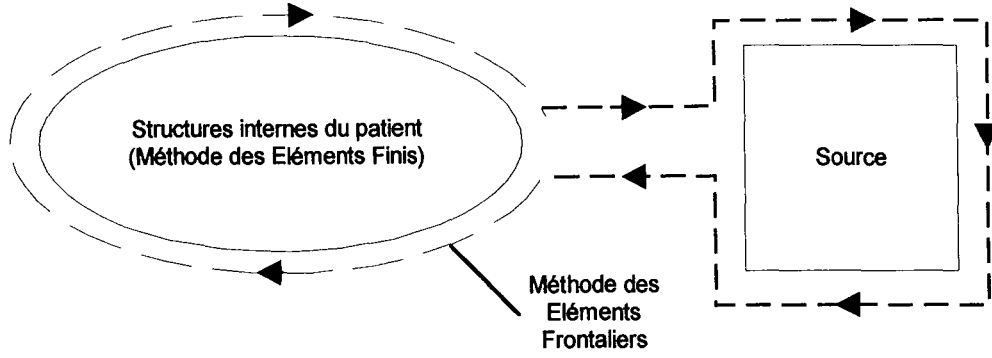 Structures internes du patient
(Méthode des Eléments Finis)
Source
Méthode des
Eléments
Frontaliers